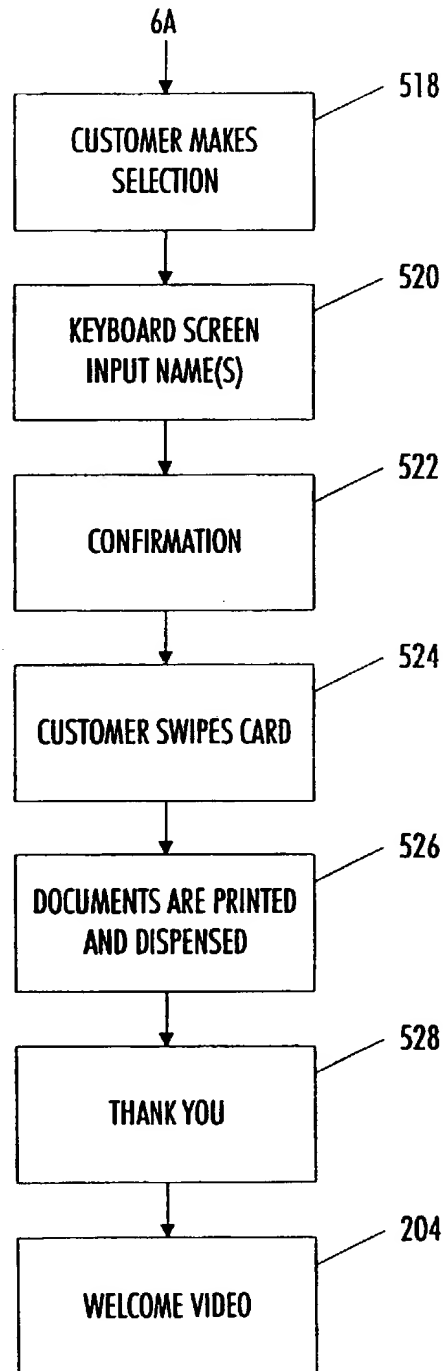 6A
518
CUSTOMER MAKES
SELECTION
520
KEYBOARD SCREEN
INPUT NAME(S)
522
CONFIRMATION
524
CUSTOMER SWIPES CARD
526
DOCUMENTS ARE PRINTED
AND DISPENSED
528
THANK YOU
204
WELCOME VIDEO